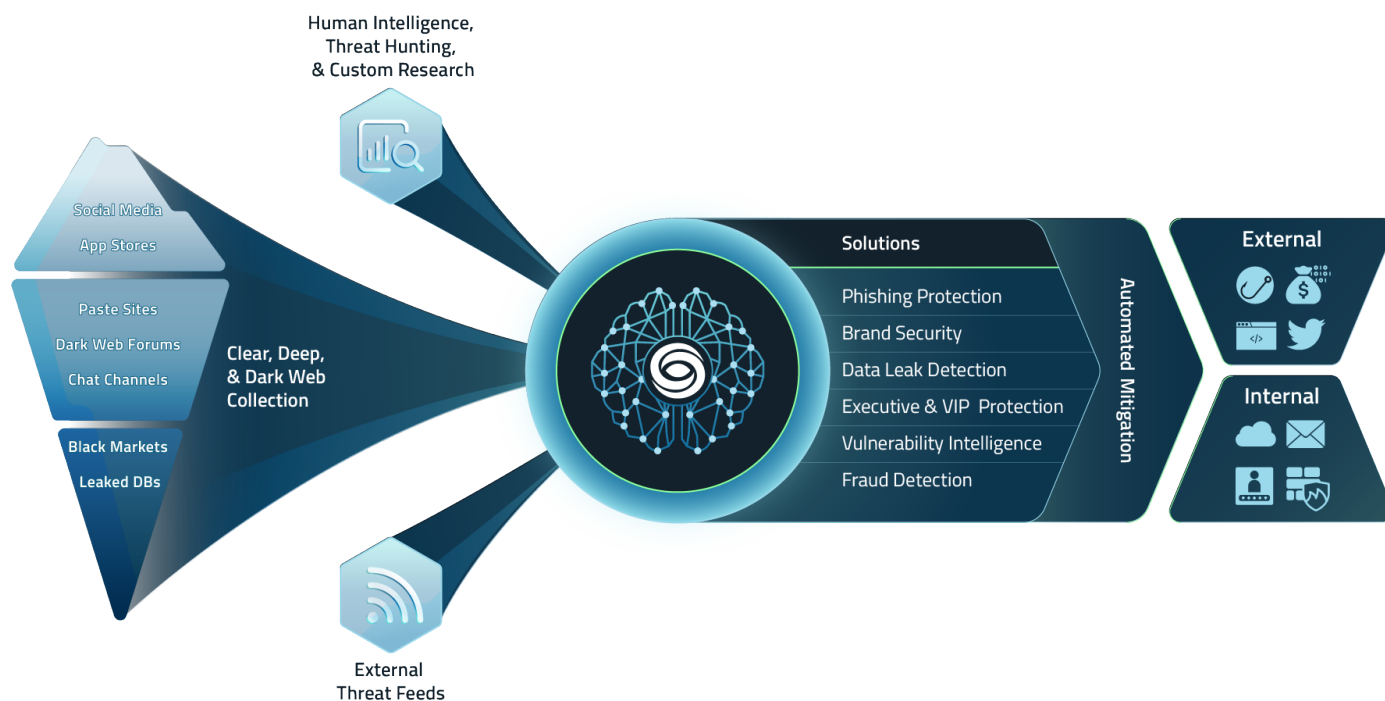 Human Intelligence,
Threat Hunting,
& Custom Research
Social Media
App Stores
Paste Sites
Dark Web Forums
Chat Channels
Black Markets
Leaked DBs
Clear, Deep,
& Dark Web
Collection
External
Threat Feeds
Solutions
Phishing Protection
Brand Security
Data Leak Detection
Executive & VIP Protection
Vulnerability Intelligence
Fraud Detection
Automated Mitigation
External
$
</>
Internal